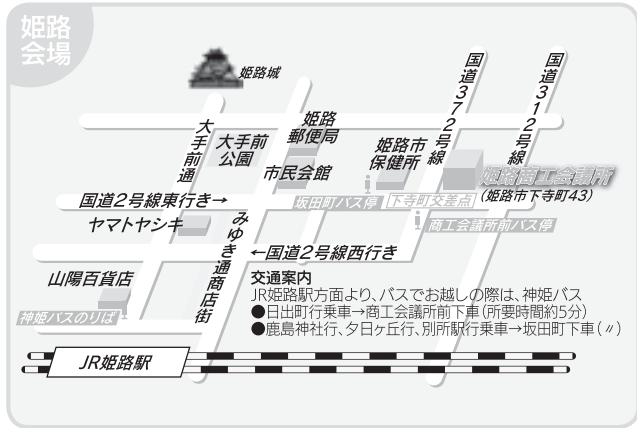 姫路
会場
姫路城
国道372号線
国道312号線
大手前通
大手前
公園
姫路
郵便局
姫路市
保健所
市民会館
姫路商工会議所
(姫路市下寺町43)
国道2号線東行き→
坂田町バス停
下寺町交差点
商工会議所前バス停
ヤマトヤシキ
みゆき通商店街
←国道2号線西行き
山陽百貨店
神姫バスのりば
交通案内
JR姫路駅方面より、バスでお越しの際は、神姫バス
●日出町行乗車→商工会議所前下車(所要時間約5分)
●鹿島神社行、夕日ヶ丘行、別所駅行乗車→坂田町下車(〃)
JR姫路駅